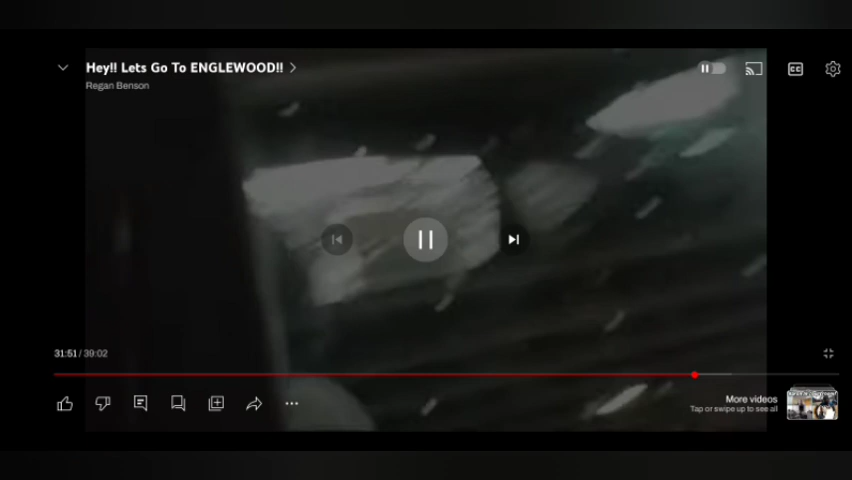 Hey!! Lets Go To ENGLEWOOD!!
Regan Benson
CC
31:51 / 39:02
More videos
Tap or swipe up to see all